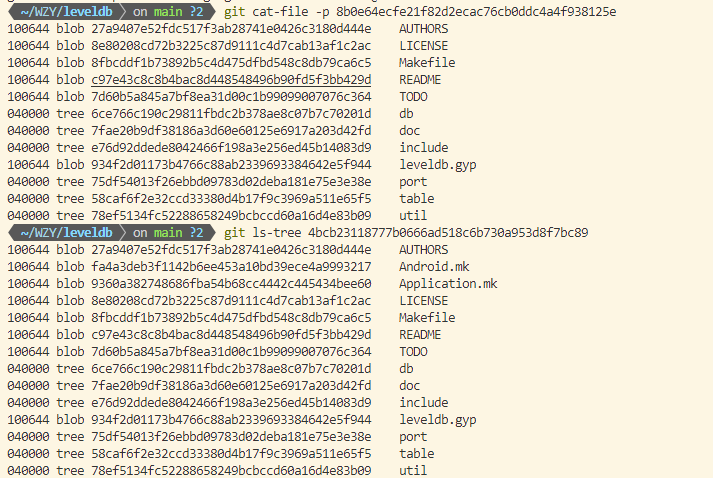 ~/WZY/leveldb on main ?2 git cat-file -p 8b0e64ecfe21f82d2ecac76cb0ddc4a4f938125e
100644 blob 27a9407e52fdc517f3ab28741e0426c3180d444e AUTHORS
100644 blob 8e80208cd72b3225c87d9111c4d7cab13af1c2ac LICENSE
100644 blob 8fbcddf1b73892b5c4d475dfbd548c8db79ca6c5 Makefile
100644 blob c97e43c8c8b4bac8d448548496b90fd5f3bb429d README
100644 blob 7d60b5a845a7bf8ea31d00c1b99099007076c364 TODO
040000 tree 6ce766c190c29811fbdc2b378ae8c07b7c70201d db
040000 tree 7fae20b9df38186a3d60e60125e6917a203d42fd doc
040000 tree e76d92ddede8042466f198a3e256ed45b14083d9 include
100644 blob 934f2d01173b4766c88ab2339693384642e5f944 leveldb.gyp
040000 tree 75df54013f26ebbd09783d02deba181e75e3e38e port
040000 tree 58caf6f2e32ccd33380d4b17f9c3969a511e65f5 table
040000 tree 78ef5134fc52288658249bcbccd60a16d4e83b09 util
~/WZY/leveldb on main ?2 git ls-tree 4bcb23118777b0666ad518c6b730a953d8f7bc89
100644 blob 27a9407e52fdc517f3ab28741e0426c3180d444e AUTHORS
100644 blob fa4a3deb3f1142b6ee453a10bd39ece4a9993217 Android.mk
100644 blob 9360a382748686fba54b68cc4442c445434bee60 Application.mk
100644 blob 8e80208cd72b3225c87d9111c4d7cab13af1c2ac LICENSE
100644 blob 8fbcddf1b73892b5c4d475dfbd548c8db79ca6c5 Makefile
100644 blob c97e43c8c8b4bac8d448548496b90fd5f3bb429d README
100644 blob 7d60b5a845a7bf8ea31d00c1b99099007076c364 TODO
040000 tree 6ce766c190c29811fbdc2b378ae8c07b7c70201d db
040000 tree 7fae20b9df38186a3d60e60125e6917a203d42fd doc
040000 tree e76d92ddede8042466f198a3e256ed45b14083d9 include
100644 blob 934f2d01173b4766c88ab2339693384642e5f944 leveldb.gyp
040000 tree 75df54013f26ebbd09783d02deba181e75e3e38e port
040000 tree 58caf6f2e32ccd33380d4b17f9c3969a511e65f5 table
040000 tree 78ef5134fc52288658249bcbccd60a16d4e83b09 util